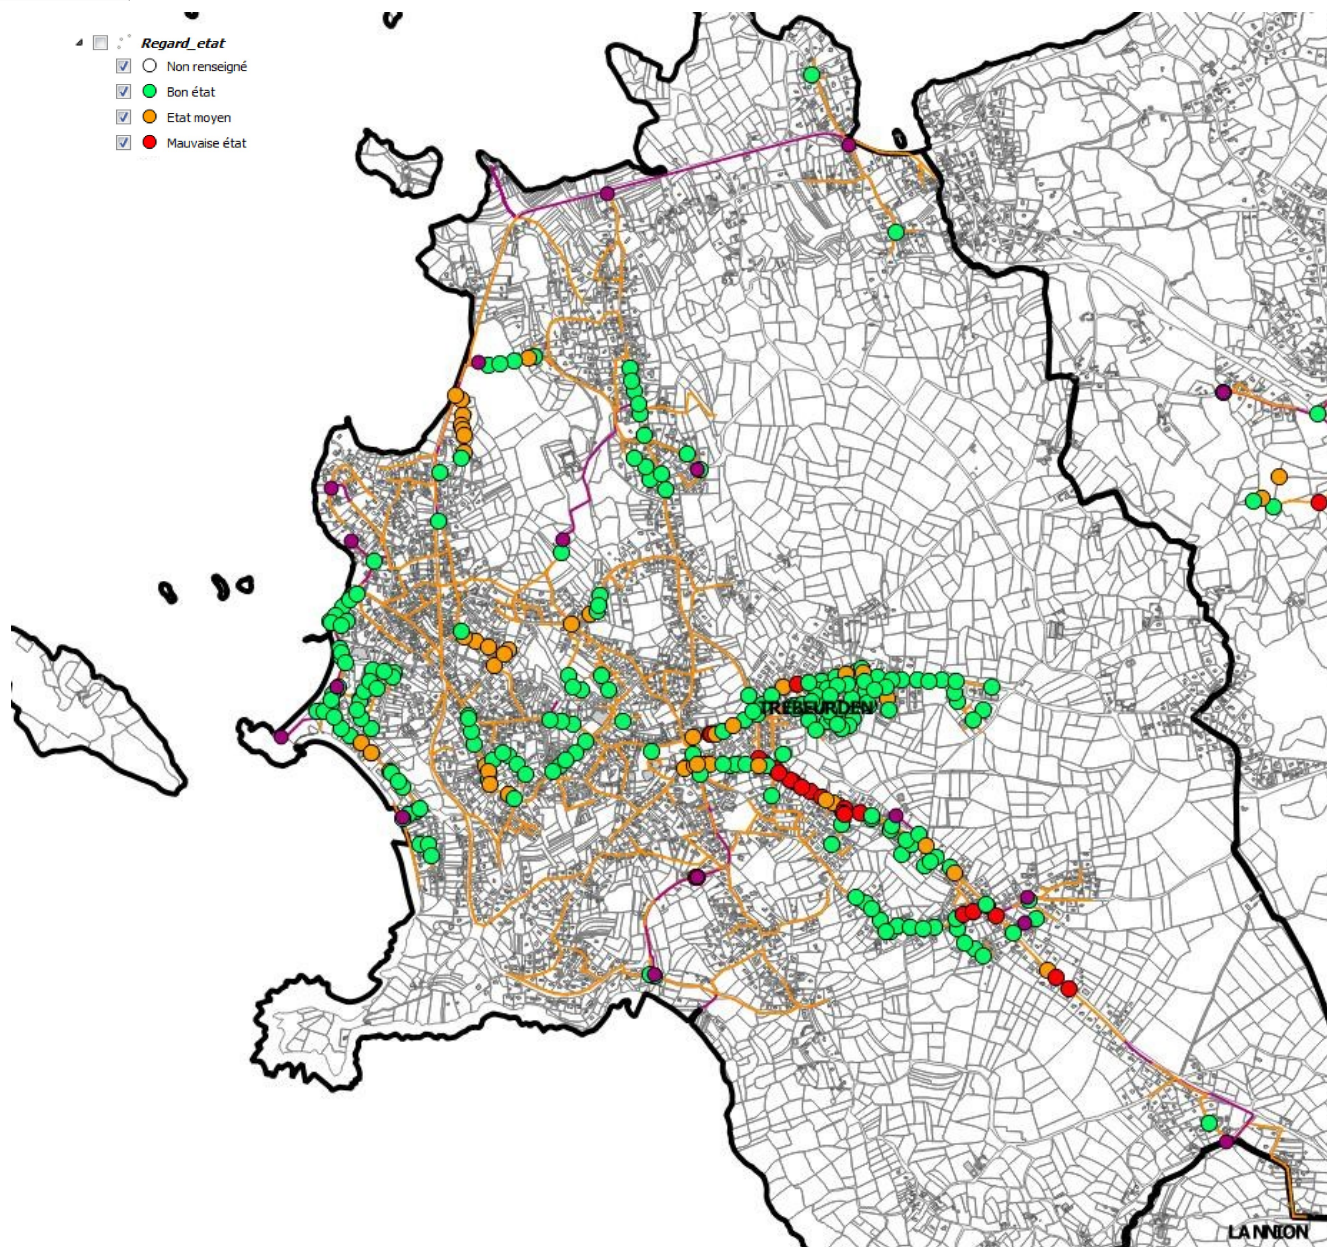 Regard_etat
Non renseigné
Bon état
Etat moyen
Mauvaise état
TREBEURDEN
LANNION